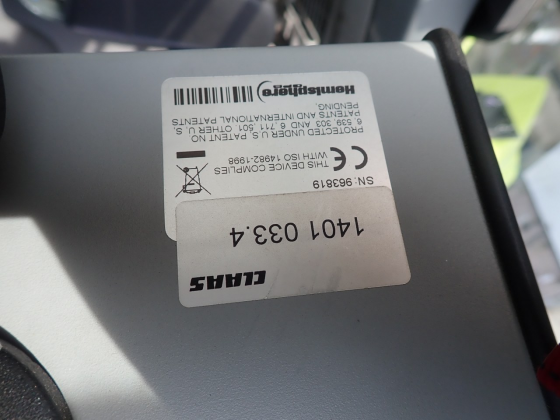 CLAAS
1401 033.4
SN: 963819
THIS DEVICE COMPLIES
WITH ISO 14982-1998
PROTECTED UNDER U.S. PATENT NO
6 539 303 AND 6 711 501. OTHER U.S.
PATENTS AND INTERNATIONAL PATENTS
PENDING.
Hemisphere